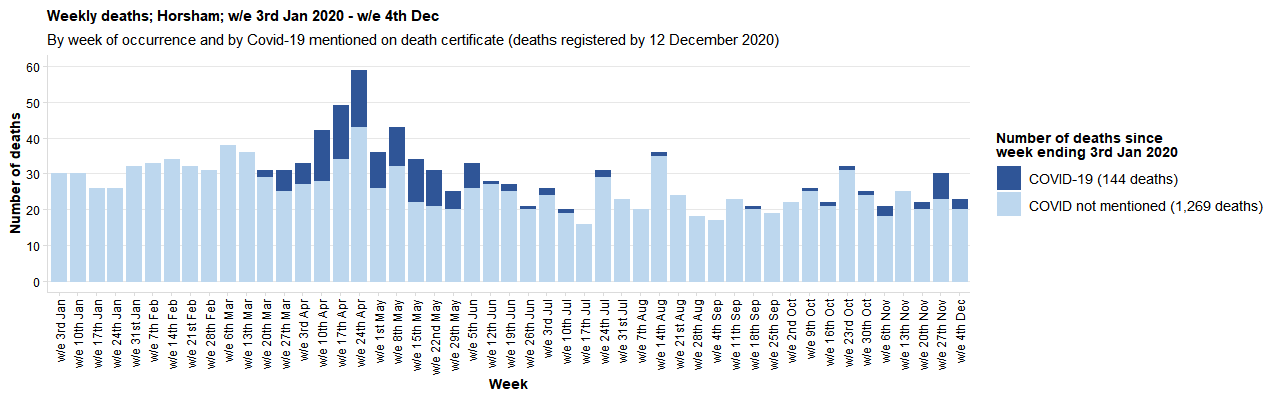 Weekly deaths; Horsham; w/e 3rd Jan 2020 - w/e 4th Dec
By week of occurrence and by Covid-19 mentioned on death certificate (deaths registered by 12 December 2020)
Number of deaths
60
50
40
30
20
10
0
w/e 3rd Jan
w/e 10th Jan
w/e 17th Jan
w/e 24th Jan
w/e 31st Jan
w/e 7th Feb
w/e 14th Feb
w/e 21st Feb
w/e 28th Feb
w/e 6th Mar
w/e 13th Mar
w/e 20th Mar
w/e 27th Mar
w/e 3rd Apr
w/e 10th Apr
w/e 17th Apr
w/e 24th Apr
w/e 1st May
w/e 8th May
w/e 15th May
w/e 22nd May
w/e 29th May
w/e 5th Jun
w/e 12th Jun
w/e 19th Jun
w/e 26th Jun
w/e 3rd Jul
w/e 10th Jul
w/e 17th Jul
w/e 24th Jul
w/e 31st Jul
w/e 7th Aug
w/e 14th Aug
w/e 21st Aug
w/e 28th Aug
w/e 4th Sep
w/e 11th Sep
w/e 18th Sep
w/e 25th Sep
w/e 2nd Oct
w/e 9th Oct
w/e 16th Oct
w/e 23rd Oct
w/e 30th Oct
w/e 6th Nov
w/e 13th Nov
w/e 20th Nov
w/e 27th Nov
w/e 4th Dec
Week
Number of deaths since
week ending 3rd Jan 2020
COVID-19 (144 deaths)
COVID not mentioned (1,269 deaths)